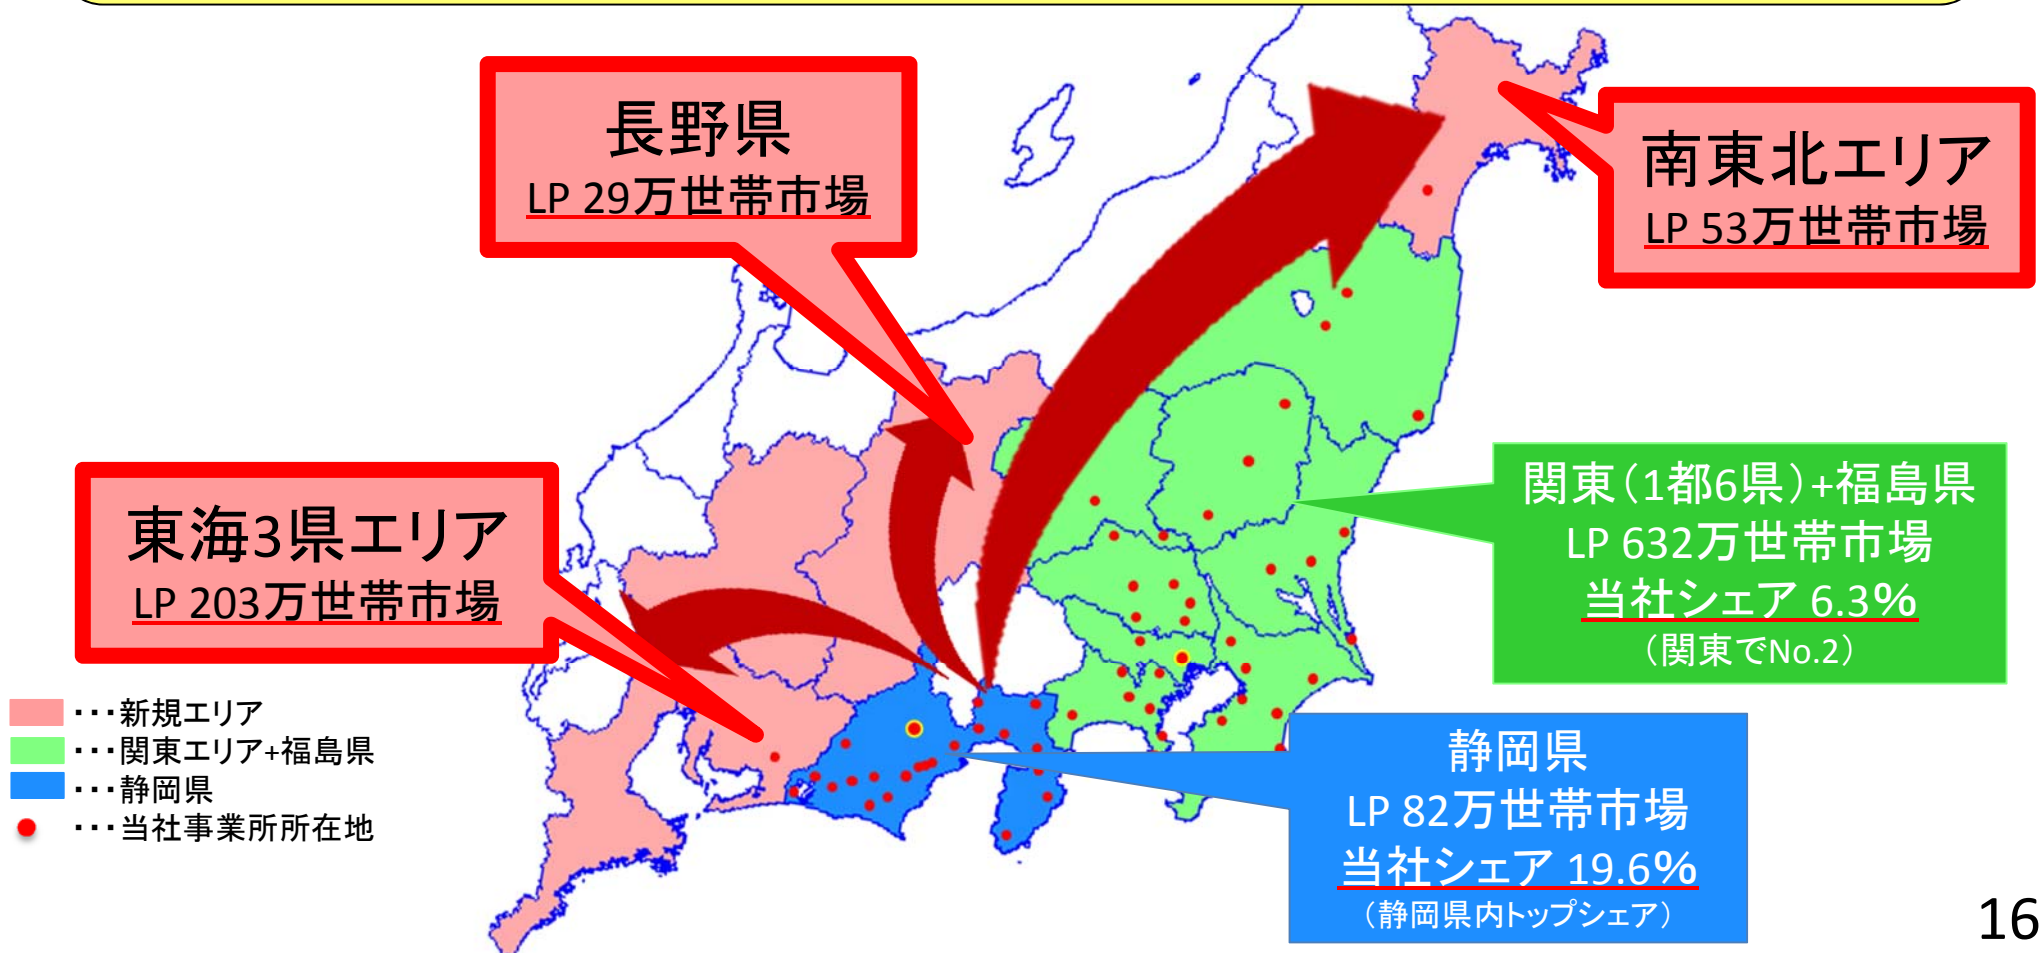 長野県
LP 29万世帯市場
南東北エリア
LP 53万世帯市場
東海3県エリア
LP 203万世帯市場
関東（1都6県）+福島県
LP 632万世帯市場
当社シェア 6.3%
（関東でNo.2）
静岡県
LP 82万世帯市場
当社シェア 19.6%
（静岡県内トップシェア）
･･･新規エリア
･･･関東エリア+福島県
･･･静岡県
･･･当社事業所所在地
16